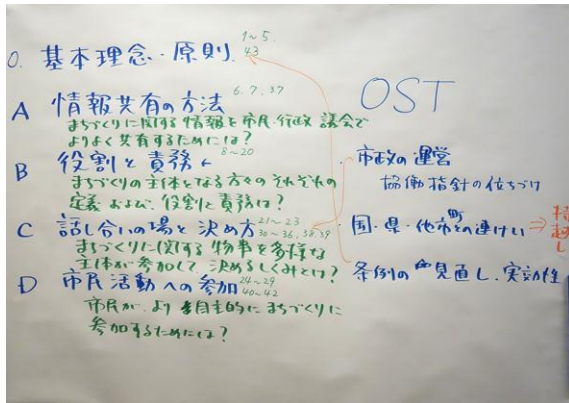 0. 基本理念・原則. 1~5. 43
A 情報共有の方法 6.7.37
まちづくりに関する情報を市民・行政 議会で
よりよく共有するためには?
B 役割と責務 8~20
まちづくりの主体となる方々のそれぞれの
定義および、役割と責務は?
C 話し合いの場と決め方 21~23
30~36.38.39
まちづくりに関する物事を多様な
主体が参加して決めるしくみとは?
D 市民活動への参加 24~29
40~42
市民が、より自主的にまちづくりに
参加するためには?
OST
・市政の運営
協働指針の位ちづけ
国・県・他市町との連けい ⇒ 持越し
条例の見直し、実効性